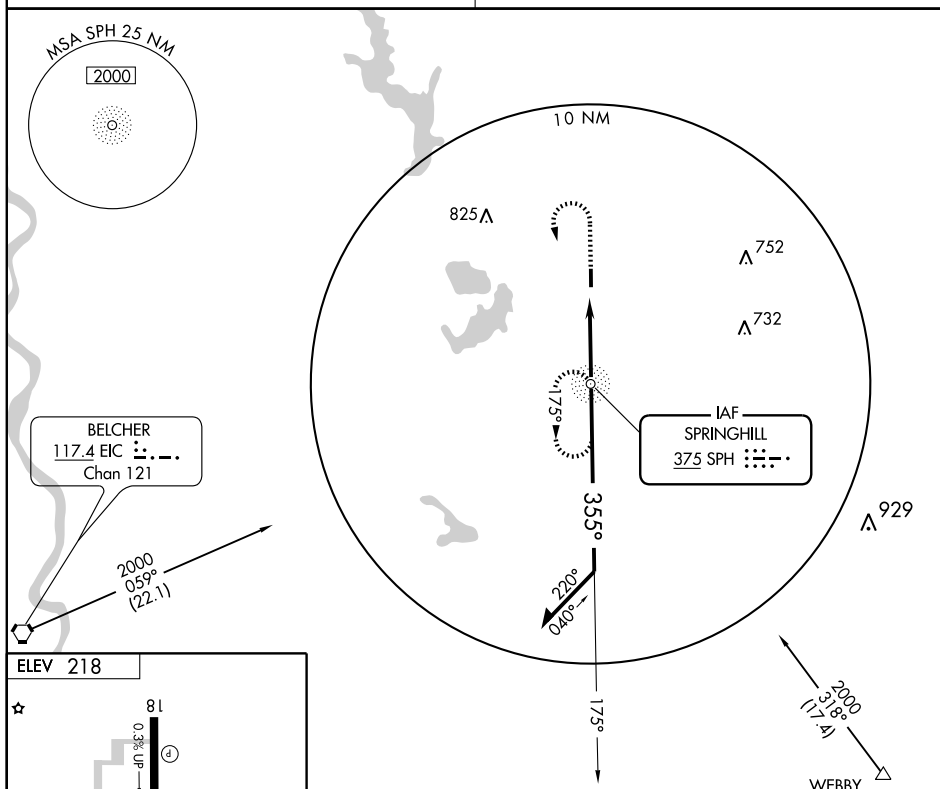 MSA SPH 25 NM
2000
10 NM
825
752
732
175°
IAF
SPRINGHILL
375 SPH
BELCHER
117.4 EIC
Chan 121
355°
929
2000
059°
(22.1)
220°
040°
175°
2000
318°
(17.4)
WEBBY
ELEV 218
18
0.3% UP
P